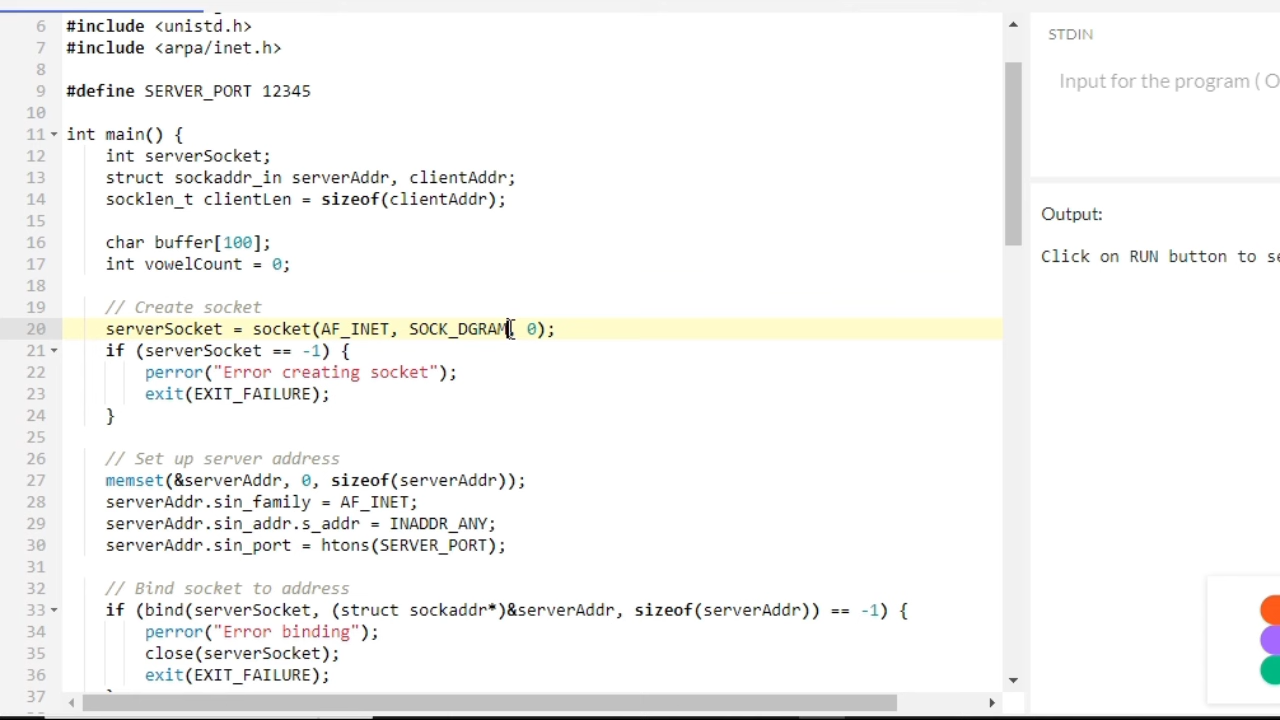 6 #include <unistd.h>
7 #include <arpa/inet.h>
8
9 #define SERVER_PORT 12345
10
11 int main() {
12 int serverSocket;
13 struct sockaddr_in serverAddr, clientAddr;
14 socklen_t clientLen = sizeof(clientAddr);
15
16 char buffer[100];
17 int vowelCount = 0;
18
19 // Create socket
20 serverSocket = socket(AF_INET, SOCK_DGRAM, 0);
21 if (serverSocket == -1) {
22 perror("Error creating socket");
23 exit(EXIT_FAILURE);
24 }
25
26 // Set up server address
27 memset(&serverAddr, 0, sizeof(serverAddr));
28 serverAddr.sin_family = AF_INET;
29 serverAddr.sin_addr.s_addr = INADDR_ANY;
30 serverAddr.sin_port = htons(SERVER_PORT);
31
32 // Bind socket to address
33 if (bind(serverSocket, (struct sockaddr*)&serverAddr, sizeof(serverAddr)) == -1) {
34 perror("Error binding");
35 close(serverSocket);
36 exit(EXIT_FAILURE);
37
STDIN
Input for the program ( O
Output:
Click on RUN button to se